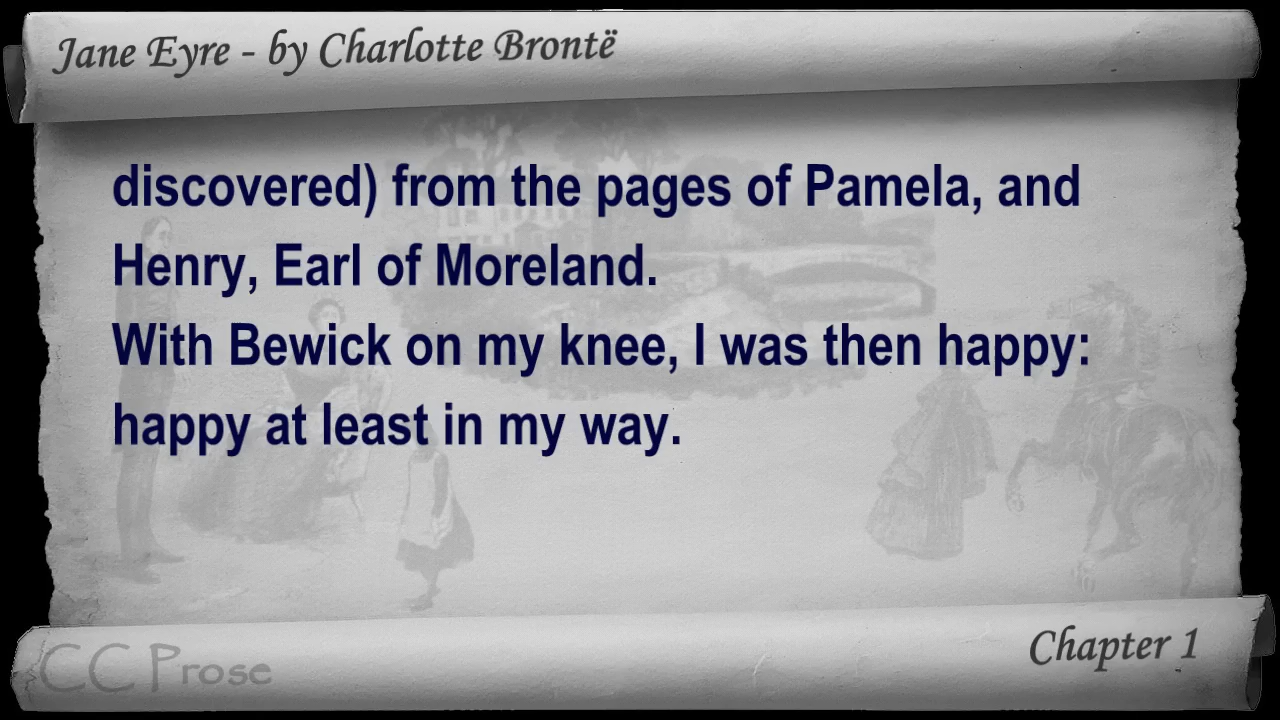 Jane Eyre - by Charlotte Brontë
discovered) from the pages of Pamela, and
Henry, Earl of Moreland.
With Bewick on my knee, I was then happy:
happy at least in my way.
Chapter 1
CC Prose